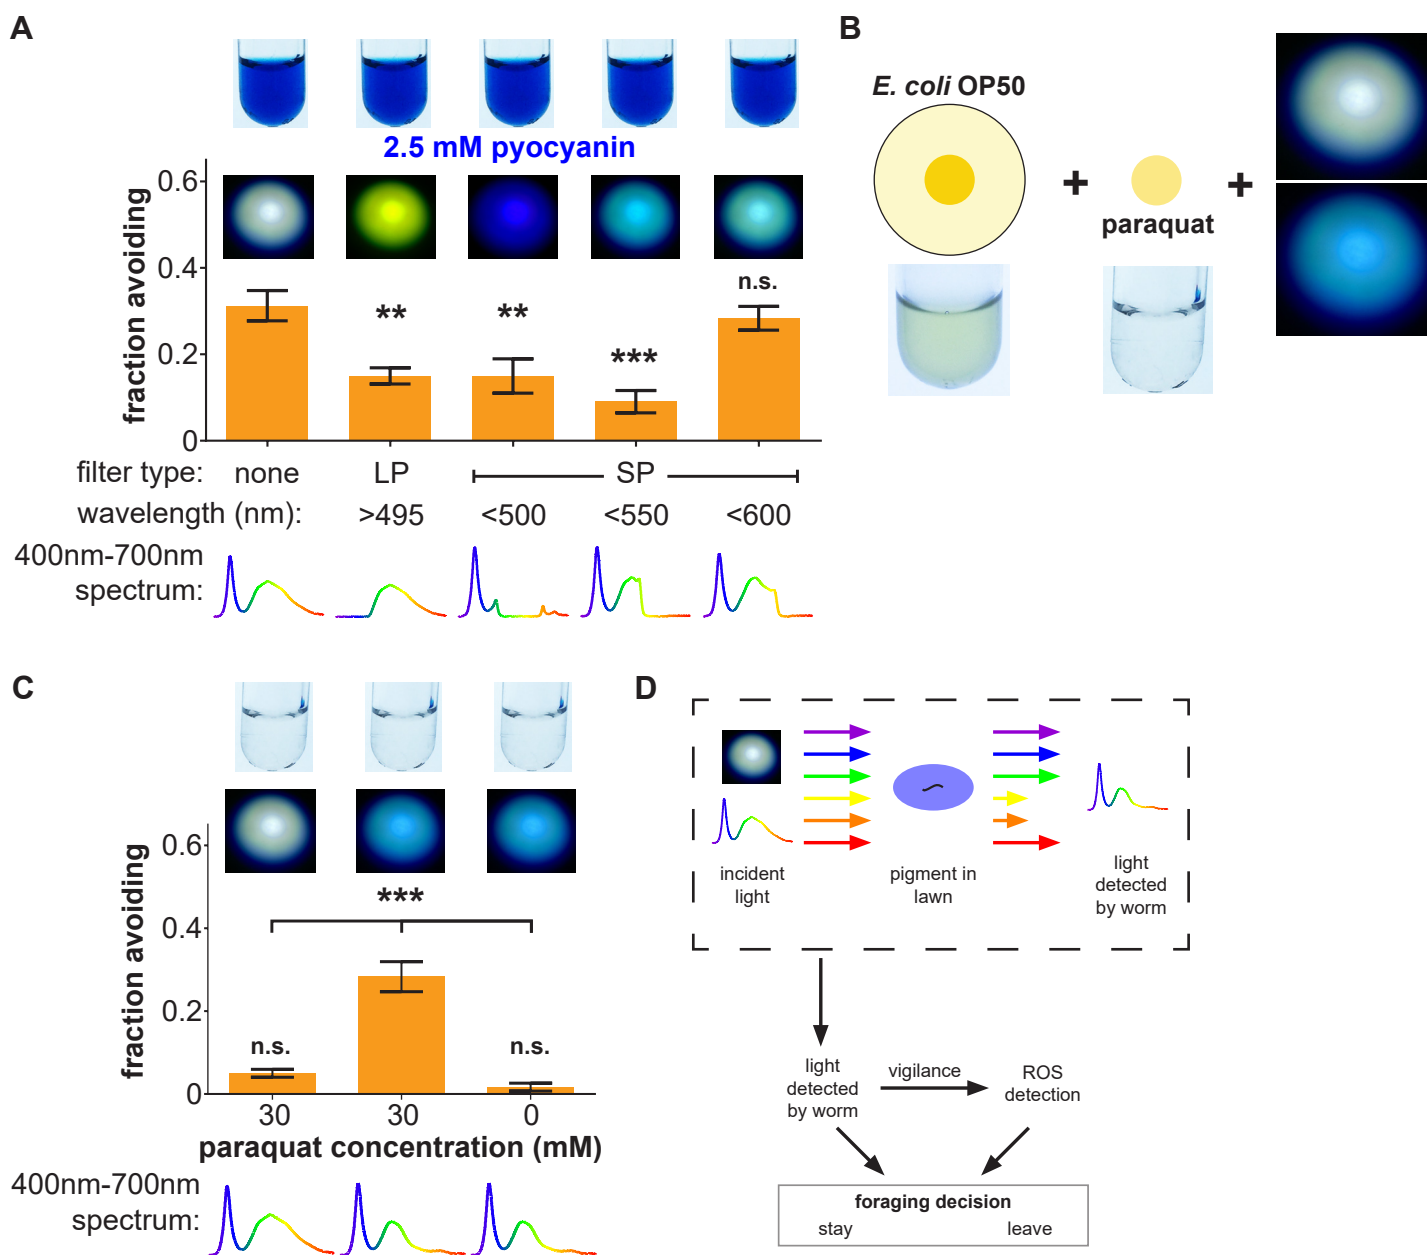 A
2.5 mM pyocyanin
0.6
0.4
0.2
0
fraction avoiding
**
**
***
n.s.
filter type: none LP SP
wavelength (nm): >495 <500 <550 <600
400nm-700nm
spectrum:
B
E. coli OP50
+
+
paraquat
C
0.6
0.4
0.2
0
fraction avoiding
***
n.s.
n.s.
30 30 0
paraquat concentration (mM)
400nm-700nm
spectrum:
D
incident
light
pigment in
lawn
light
detected
by worm
light
detected
by worm
vigilance
ROS
detection
foraging decision
stay leave